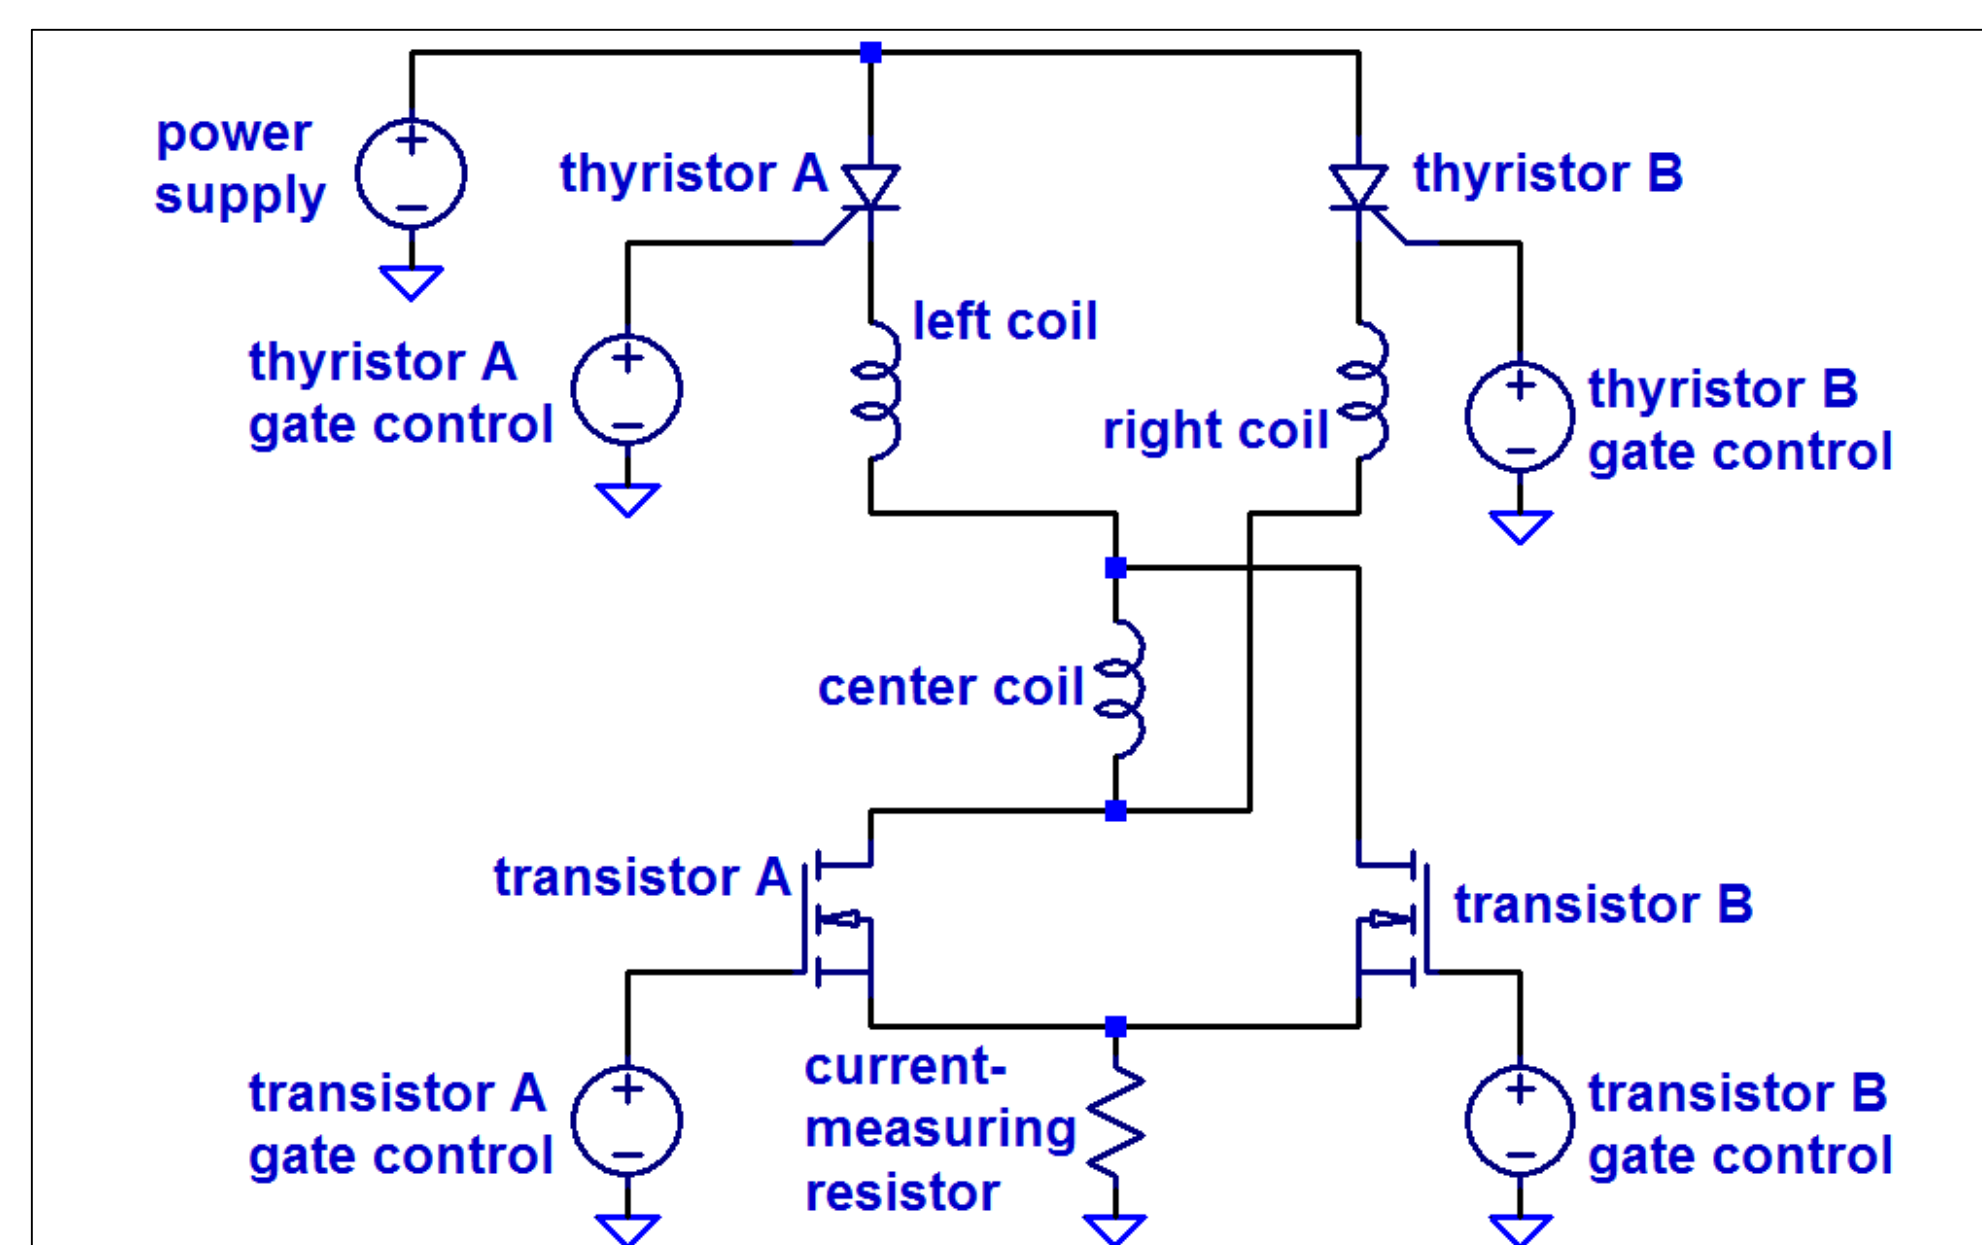 power
supply
thyristor A
thyristor B
left coil
thyristor A
gate control
right coil
thyristor B
gate control
center coil
transistor A
transistor B
current-
measuring
resistor
transistor A
gate control
transistor B
gate control